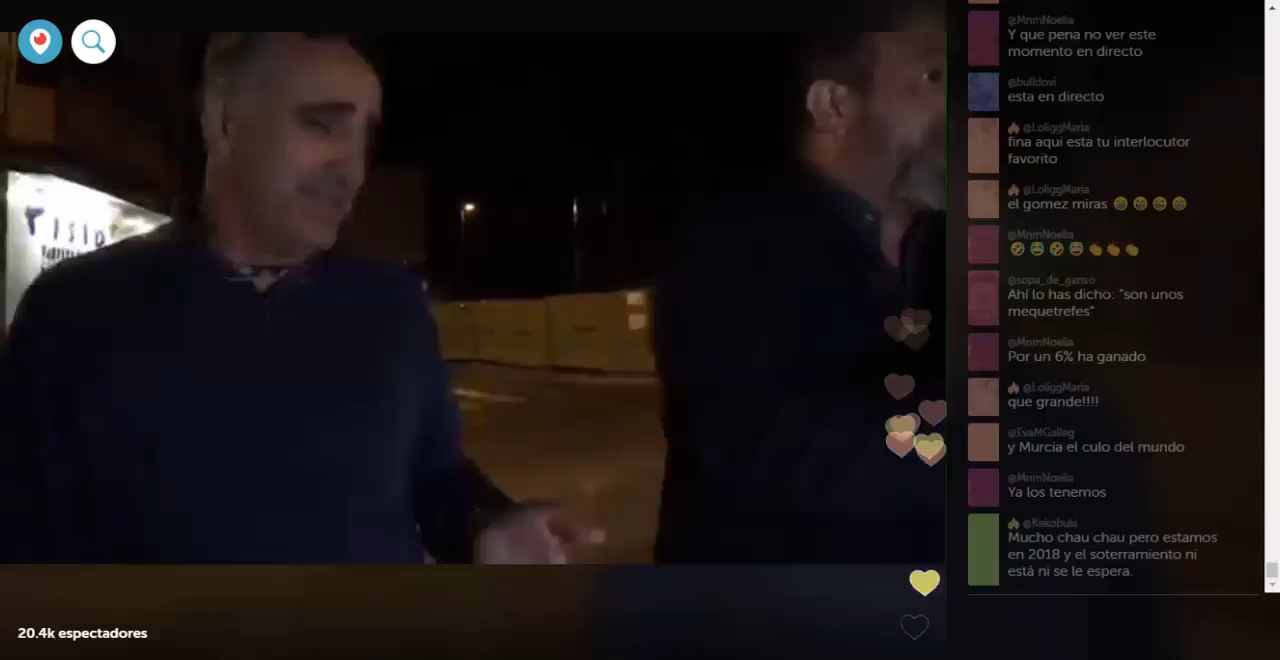 Fisio
@MnmNoelia
Y que pena no ver este
momento en directo
@bulldovi
esta en directo
@LoliggMaria
fina aqui esta tu interlocutor
favorito
@LoliggMaria
el gomez miras 😁 😁 😁 😁
@MnmNoelia
🤣 😂 🤣 😂 👏 👏 👏
@sopa_de_ganso
Ahí lo has dicho: "son unos
mequetrefes"
@MnmNoelia
Por un 6% ha ganado
@LoliggMaria
que grande!!!!
@EvaMGalleg
y Murcia el culo del mundo
@MnmNoelia
Ya los tenemos
@Kekobuki
Mucho chau chau pero estamos
en 2018 y el soterramiento ni
está ni se le espera.
20.4k espectadores